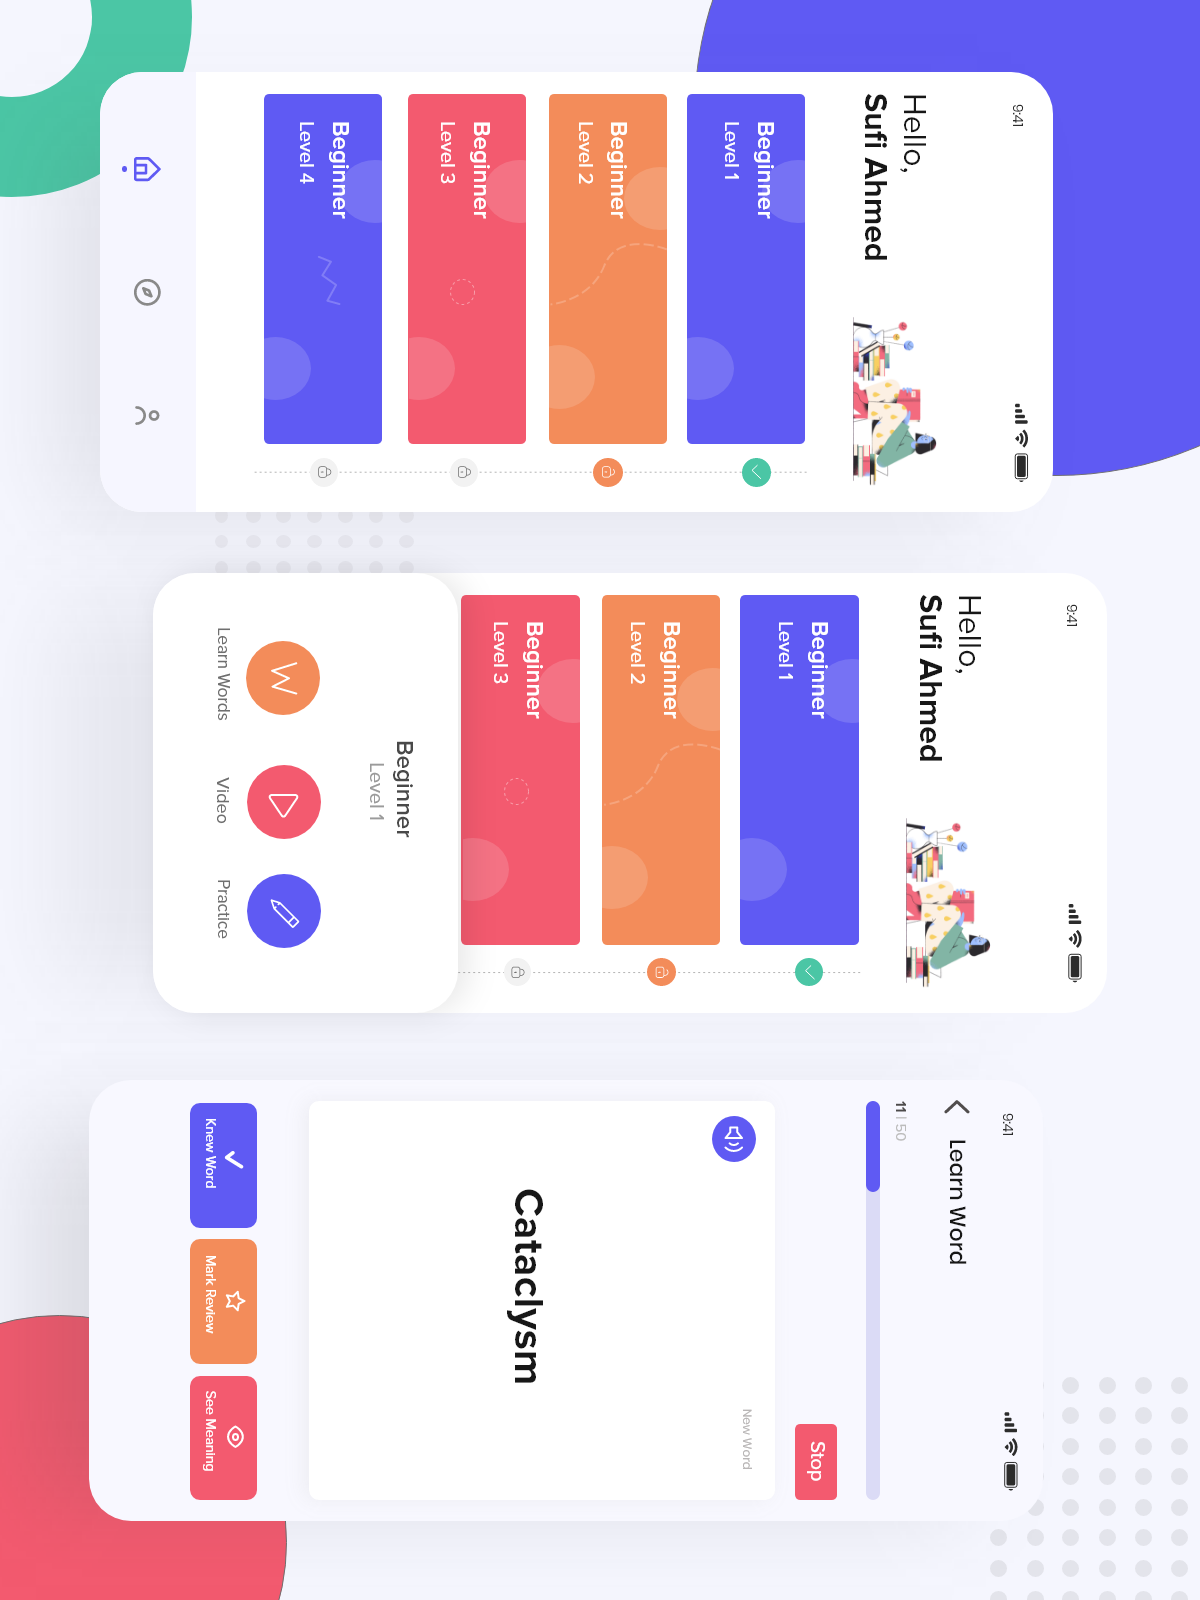 9:41
Hello,
Sufi Ahmed
Beginner
Level 1
Beginner
Level 2
Beginner
Level 3
Beginner
Level 4
9:41
Hello,
Sufi Ahmed
Beginner
Level 1
Beginner
Level 2
Beginner
Level 3
Beginner
Level 1
Learn Words
Video
Practice
9:41
Learn Word
11 | 50
Stop
New Word
Cataclysm
Knew Word
Mark Review
See Meaning